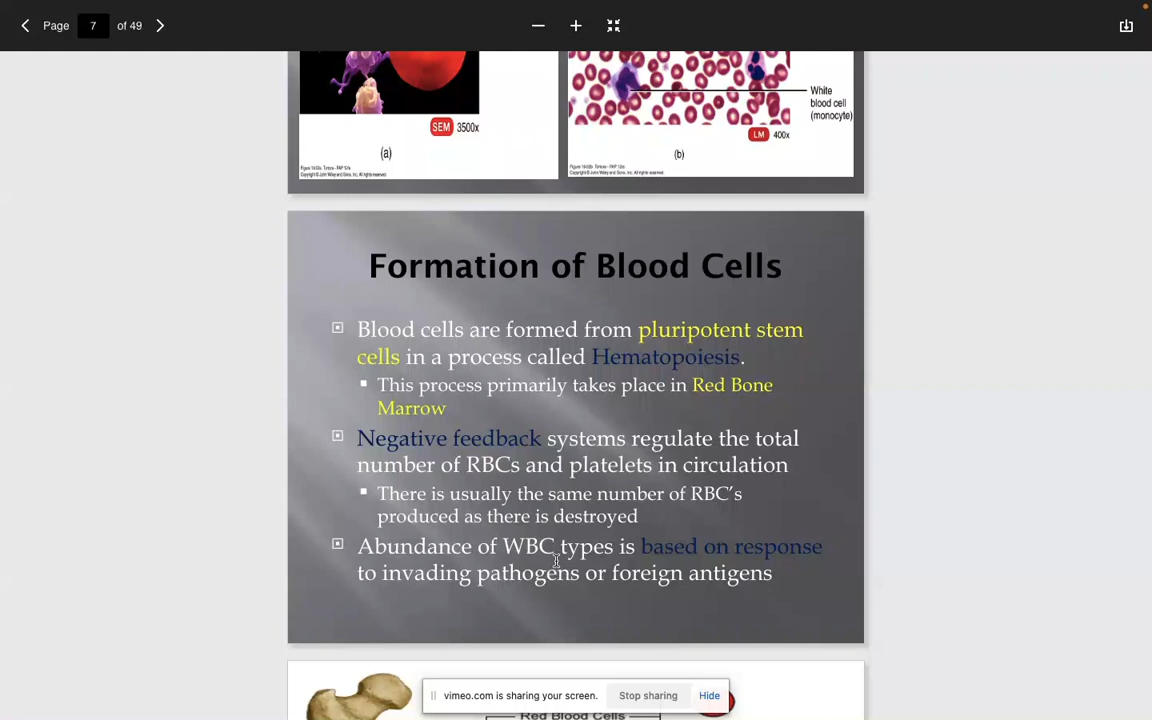 Page 7 of 49
White
blood cell
(monocyte)
SEM 3500x
LM 400x
(a)
(b)
Formation of Blood Cells
Blood cells are formed from pluripotent stem
cells in a process called Hematopoiesis.
This process primarily takes place in Red Bone
Marrow
Negative feedback systems regulate the total
number of RBCs and platelets in circulation
There is usually the same number of RBC's
produced as there is destroyed
Abundance of WBC types is based on response
to invading pathogens or foreign antigens
vimeo.com is sharing your screen. Stop sharing Hide
Red Blood Cells